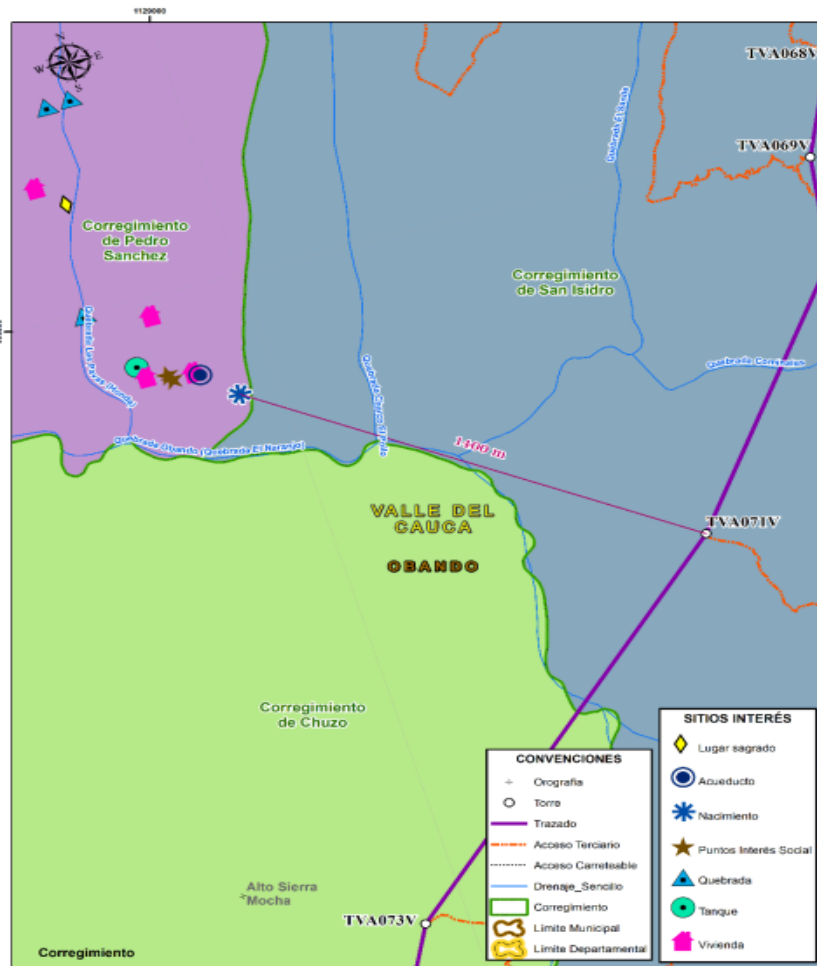 1129000
N
W
E
S
TVA068V
TVA069V
Corregimiento
de Pedro
Sanchez
Corregimiento
de San Isidro
Quebrada Obando (Quebrada El Naranjo)
1400 m
TVA071V
VALLE DEL
CAUCA
OBANDO
Corregimiento
de Chuzo
Alto Sierra
Mocha
TVA073V
Corregimiento
CONVENCIONES
Orografía
Torre
Trazado
Acceso Terciario
Acceso Carreteable
Drenaje_Sencillo
Corregimiento
Limite Municipal
Limite Departamental
SITIOS INTERÉS
Lugar sagrado
Acueducto
Nacimiento
Puntos Interés Social
Quebrada
Tanque
Vivienda